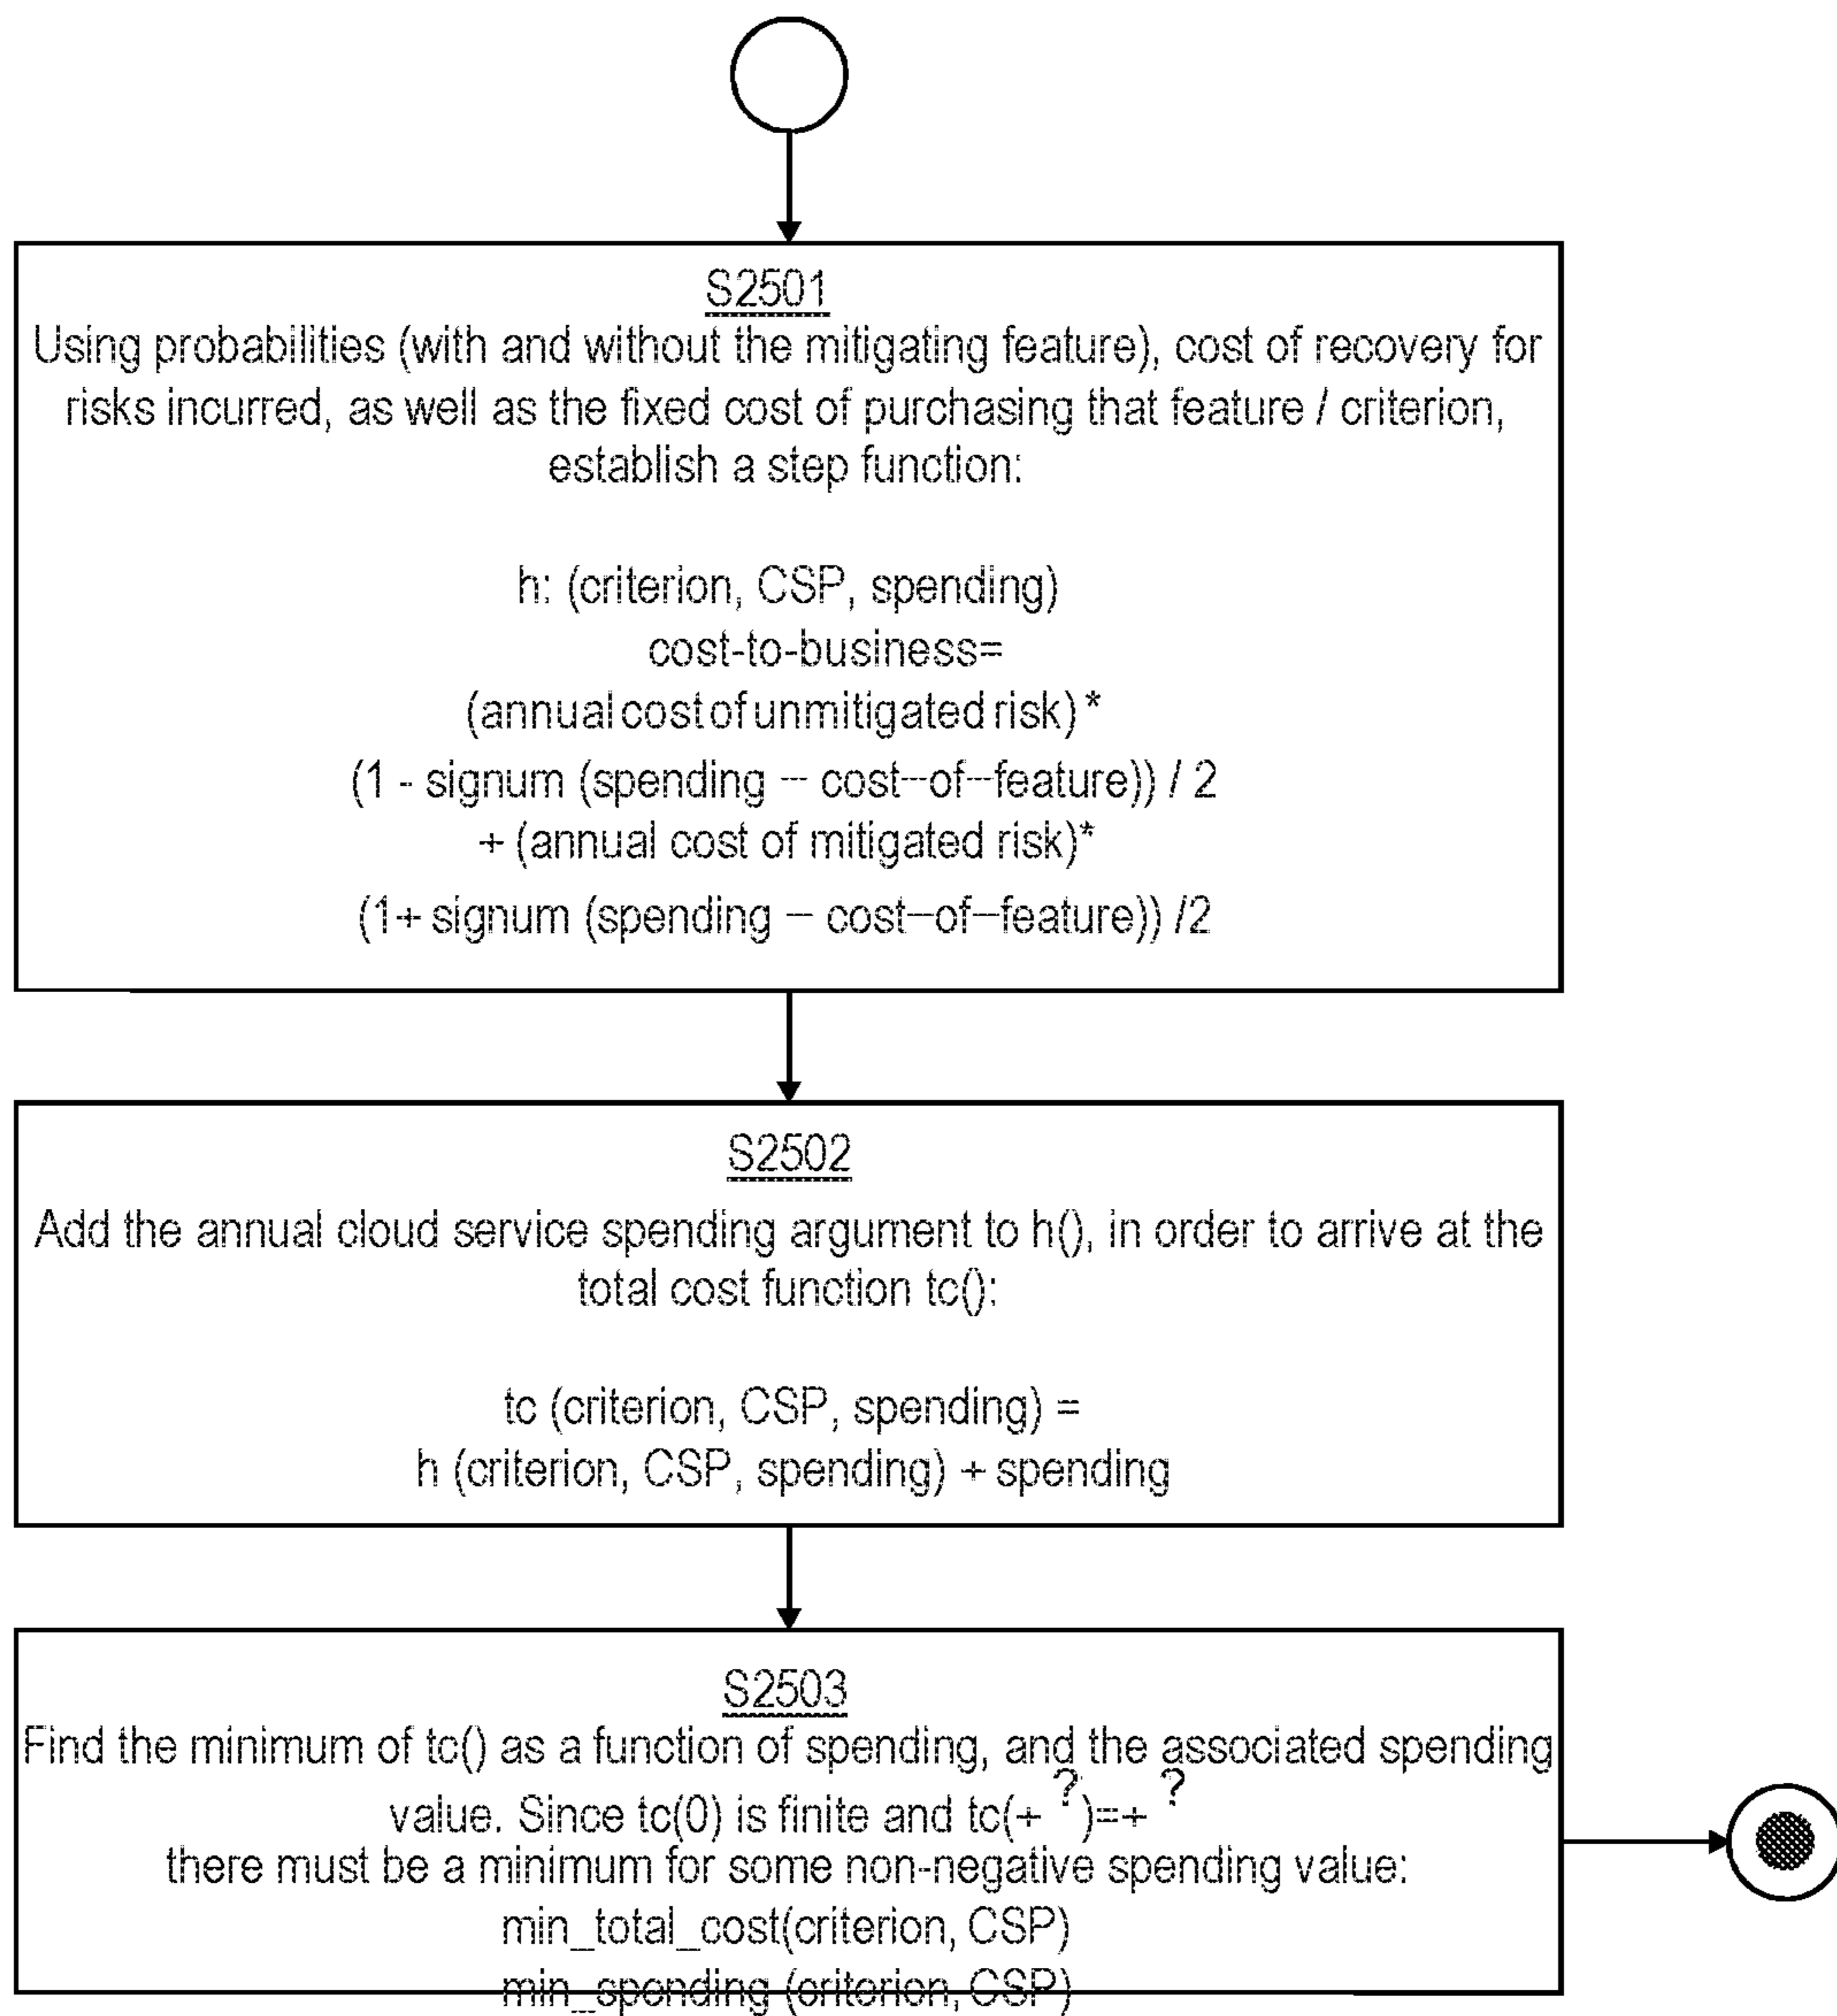 S2501
Using probabilities (with and without the mitigating feature), cost of recovery for
risks incurred, as well as the fixed cost of purchasing that feature / criterion,
establish a step function:
h: (criterion, CSP, spending)
cost-to-business=
(annual cost of unmitigated risk) *
(1 - signum (spending – cost–of–feature)) / 2
+ (annual cost of mitigated risk)*
(1+ signum (spending – cost–of–feature)) /2
S2502
Add the annual cloud service spending argument to h(), in order to arrive at the
total cost function tc():
tc (criterion, CSP, spending) =
h (criterion, CSP, spending) + spending
S2503
Find the minimum of tc() as a function of spending, and the associated spending
value. Since tc(0) is finite and tc(+ ?)=+ ?
there must be a minimum for some non-negative spending value:
min_total_cost(criterion, CSP)
min_spending (criterion, CSP)